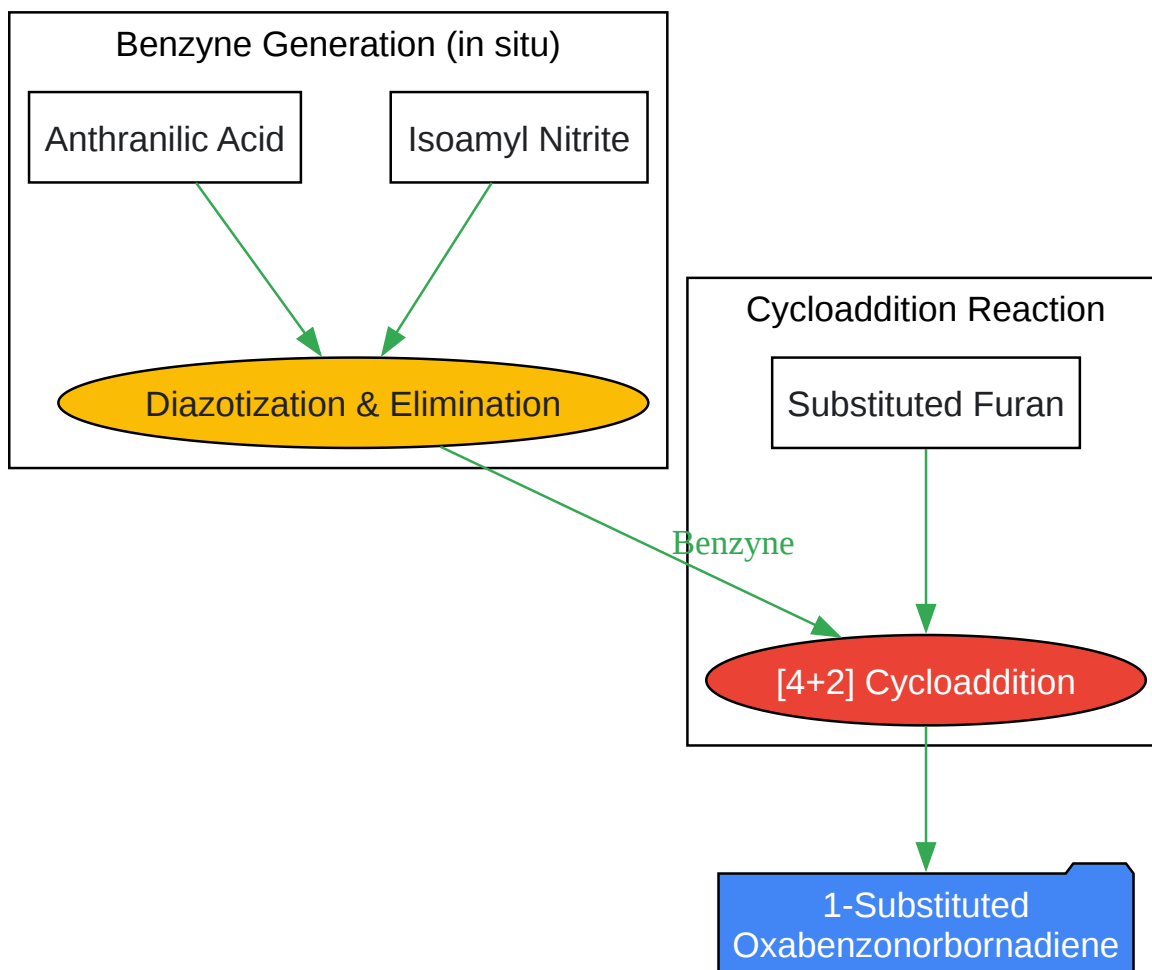 Benzyne Generation (in situ)
Anthranilic Acid
Isoamyl Nitrite
Diazotization & Elimination
Cycloaddition Reaction
Substituted Furan
Benzyne
[4+2] Cycloaddition
1-Substituted
Oxabenzonorbornadiene